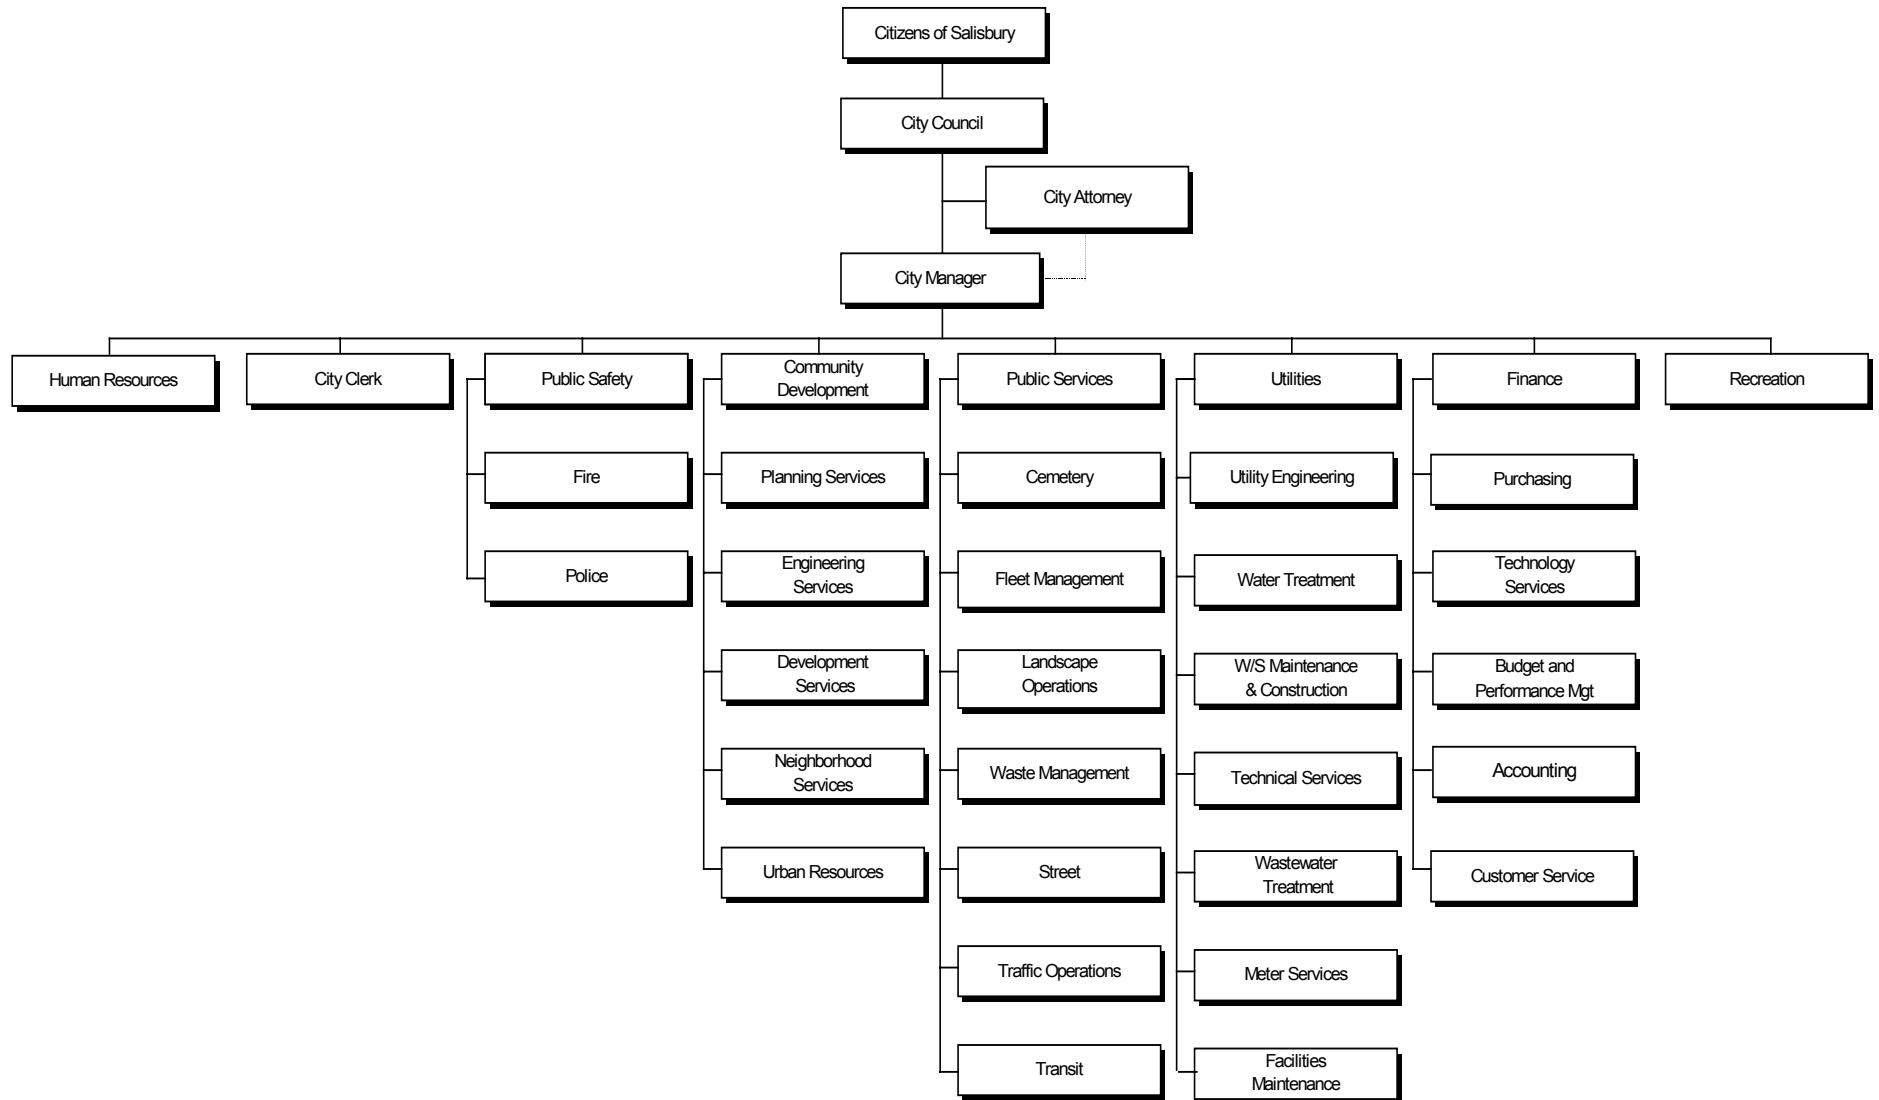 Citizens of Salisbury
City Council
City Attorney
City Manager
Human Resources
City Clerk
Public Safety
Community
Development
Public Services
Utilities
Finance
Recreation
Fire
Planning Services
Cemetery
Utility Engineering
Purchasing
Police
Engineering
Services
Fleet Management
Water Treatment
Technology
Services
Development
Services
Landscape
Operations
W/S Maintenance
& Construction
Budget and
Performance Mgt
Neighborhood
Services
Waste Management
Technical Services
Accounting
Urban Resources
Street
Wastewater
Treatment
Customer Service
Traffic Operations
Meter Services
Transit
Facilities
Maintenance